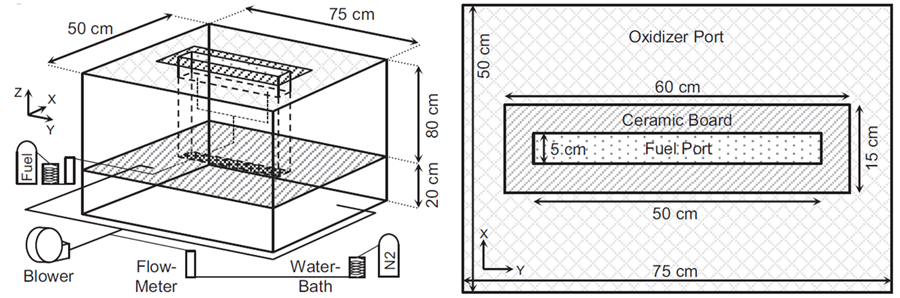 50 cm
75 cm
Z
X
Y
Fuel
80 cm
20 cm
Blower
Flow-
Meter
Water-
Bath
N2
Oxidizer Port
50 cm
60 cm
Ceramic Board
5 cm
Fuel Port
15 cm
50 cm
X
Y
75 cm